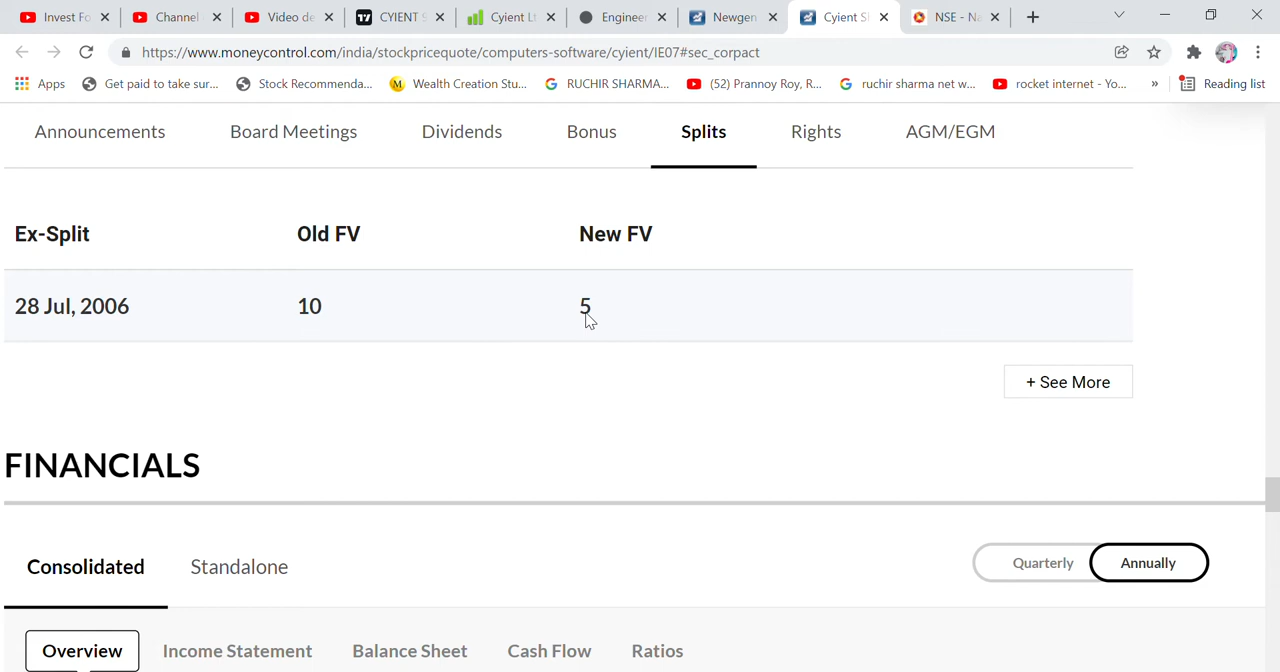 Invest Fo
Channel
Video de
CYIENT S
Cyient Lt
Engineer
Newgen
Cyient S
NSE - Na
https://www.moneycontrol.com/india/stockpricequote/computers-software/cyient/IE07#sec_corpact
Apps
Get paid to take sur...
Stock Recommenda...
Wealth Creation Stu...
RUCHIR SHARMA...
(52) Prannoy Roy, R...
ruchir sharma net w...
rocket internet - Yo...
»
Reading list
Announcements Board Meetings Dividends Bonus Splits Rights AGM/EGM
Ex-Split Old FV New FV
28 Jul, 2006 10 5
+ See More
FINANCIALS
Consolidated Standalone Quarterly Annually
Overview Income Statement Balance Sheet Cash Flow Ratios